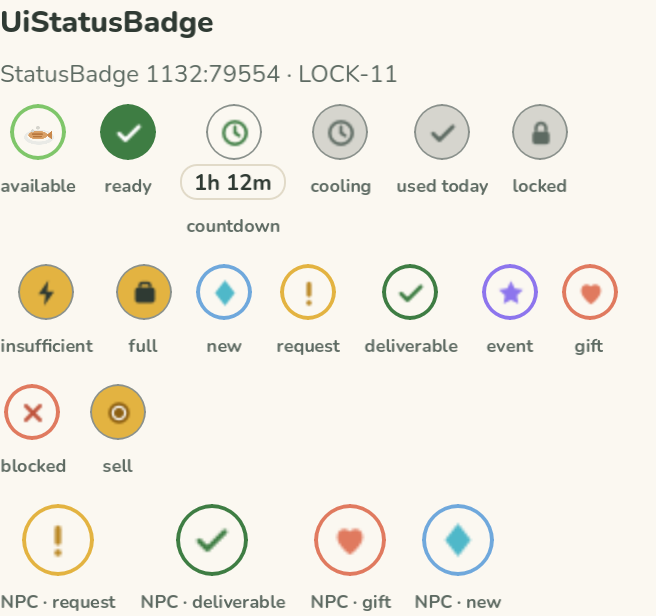 UiStatusBadge
StatusBadge 1132:79554 · LOCK-11
1h 12m
available ready cooling used today locked
countdown
insufficient full new request deliverable event gift
blocked sell
NPC · request NPC · deliverable NPC · gift NPC · new